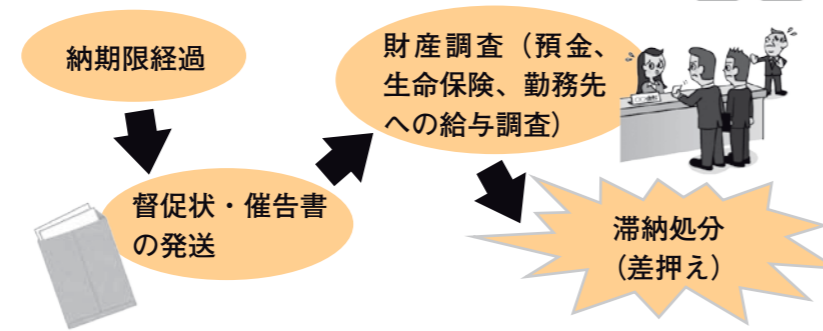 納期限経過
督促状・催告書
の発送
財産調査（預金、
生命保険、勤務先
への給与調査）
滞納処分
（差押え）